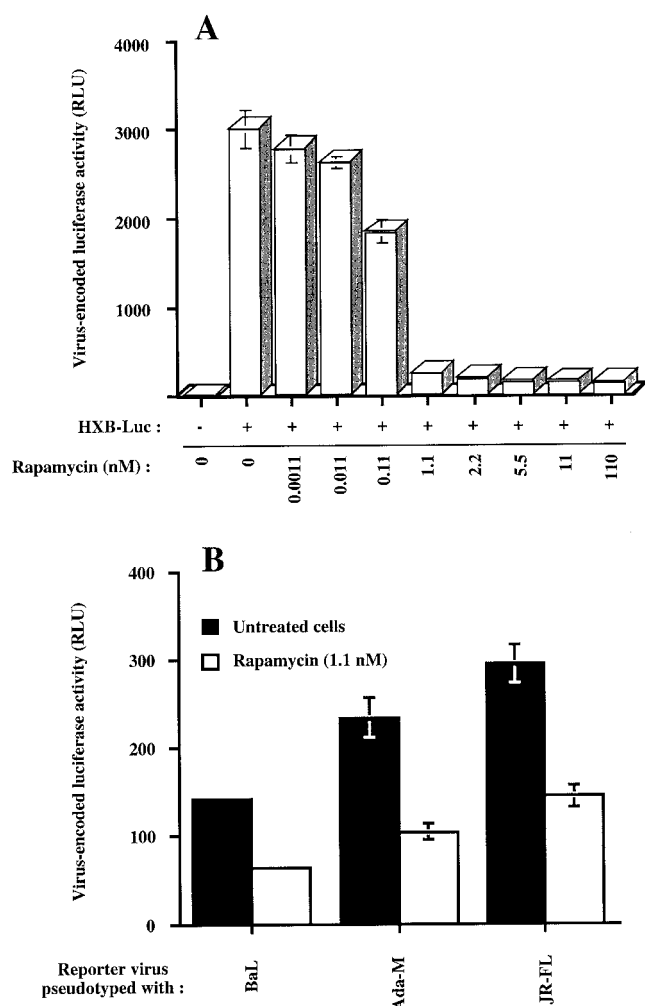 A
Virus-encoded luciferase activity (RLU)
4000
3000
2000
1000
HXB-Luc : - + + + + + + + + +
Rapamycin (nM) : 0 0 0.0011 0.011 0.11 1.1 2.2 5.5 11 110
B
Virus-encoded luciferase activity (RLU)
400
300
200
100
0
Untreated cells
Rapamycin (1.1 nM)
Reporter virus
pseudotyped with : BaL Ada-M JR-FL